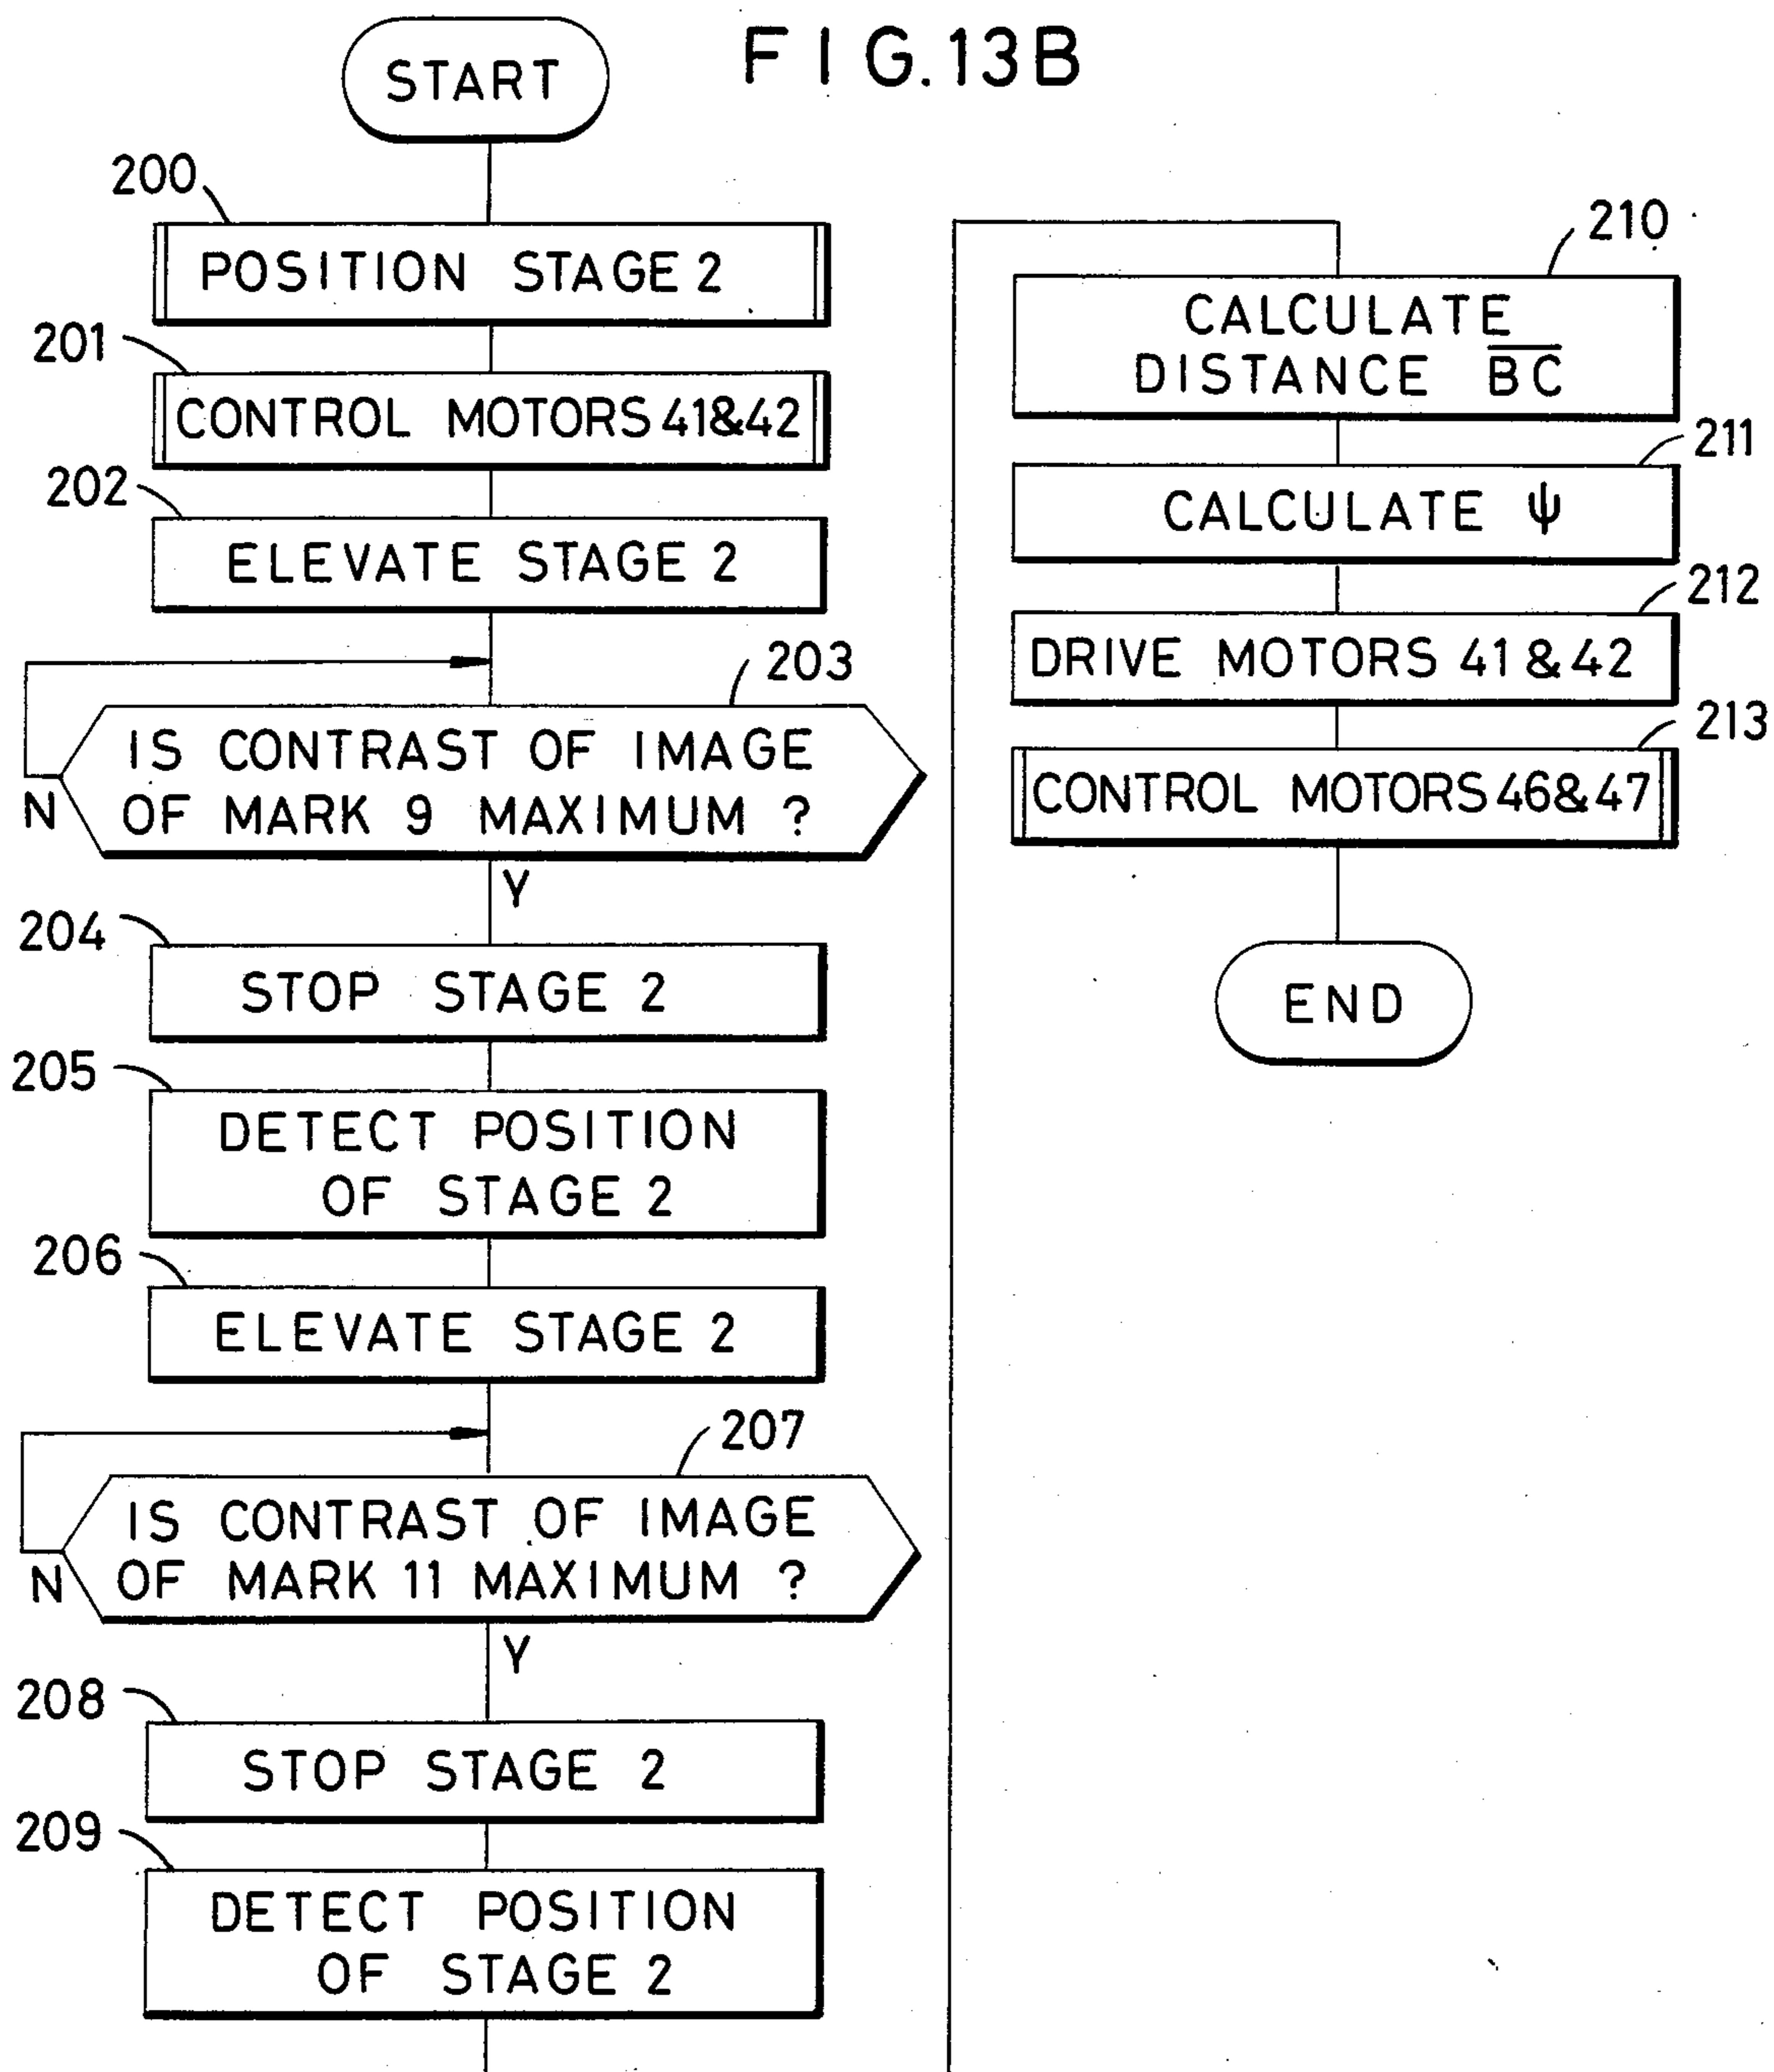 FIG.13B
START
200
POSITION STAGE 2
201
CONTROL MOTORS 41&42
202
ELEVATE STAGE 2
203
IS CONTRAST OF IMAGE
OF MARK 9 MAXIMUM ?
N
Y
204
STOP STAGE 2
205
DETECT POSITION
OF STAGE 2
206
ELEVATE STAGE 2
207
IS CONTRAST OF IMAGE
OF MARK 11 MAXIMUM ?
N
Y
208
STOP STAGE 2
209
DETECT POSITION
OF STAGE 2
210
CALCULATE
DISTANCE B̅C̅
211
CALCULATE ψ
212
DRIVE MOTORS 41 & 42
213
CONTROL MOTORS 46&47
END